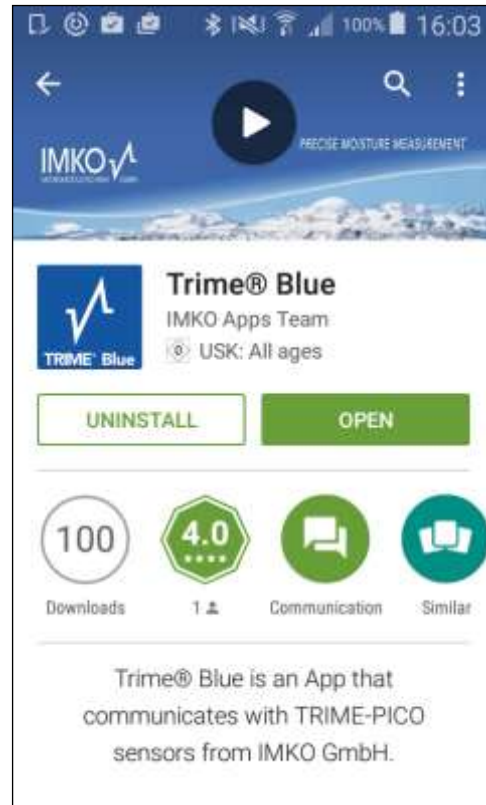 100% 16:03
IMKO
PRECISE MOISTURE MEASUREMENT
Trime® Blue
IMKO Apps Team
TRIME® Blue
0 USK: All ages
UNINSTALL
OPEN
100
4.0
Downloads
1
Communication
Similar
Trime® Blue is an App that
communicates with TRIME-PICO
sensors from IMKO GmbH.